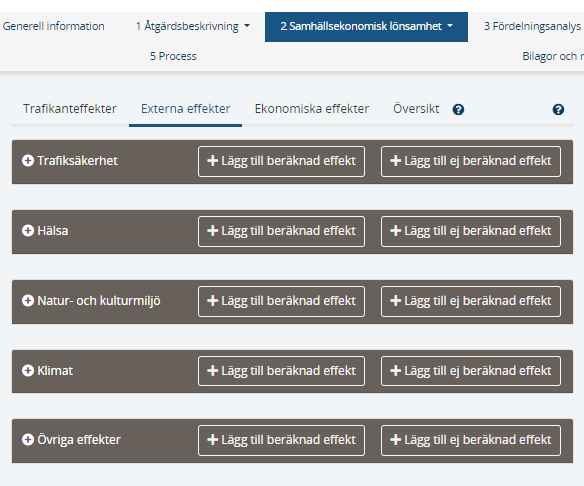 Generell information 1 Åtgärdsbeskrivning 2 Samhällsekonomisk lönsamhet 3 Fördelningsanalys
5 Process Bilagor och
Trafikanteffekter Externa effekter Ekonomiska effekter Översikt
Trafiksäkerhet Lägg till beräknad effekt Lägg till ej beräknad effekt
Hälsa Lägg till beräknad effekt Lägg till ej beräknad effekt
Natur- och kulturmiljö Lägg till beräknad effekt Lägg till ej beräknad effekt
Klimat Lägg till beräknad effekt Lägg till ej beräknad effekt
Övriga effekter Lägg till beräknad effekt Lägg till ej beräknad effekt